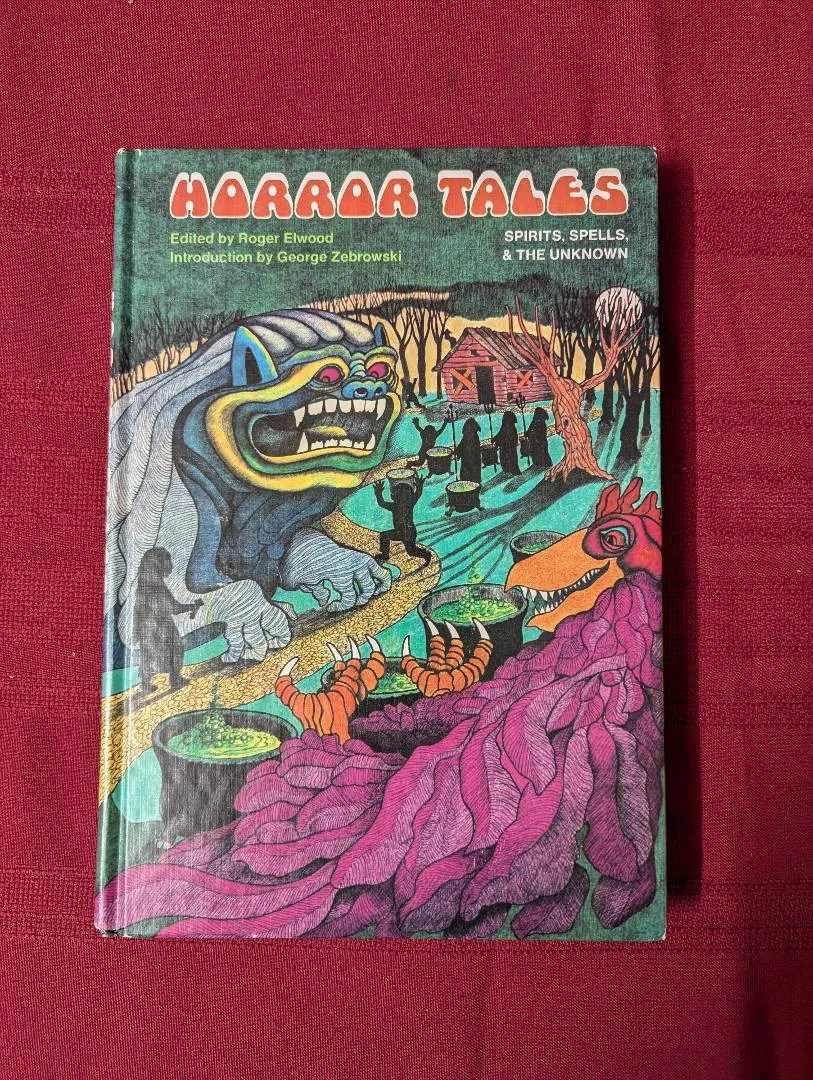 HORROR TALES
Edited by Roger Elwood
Introduction by George Zebrowski
SPIRITS, SPELLS,
& THE UNKNOWN